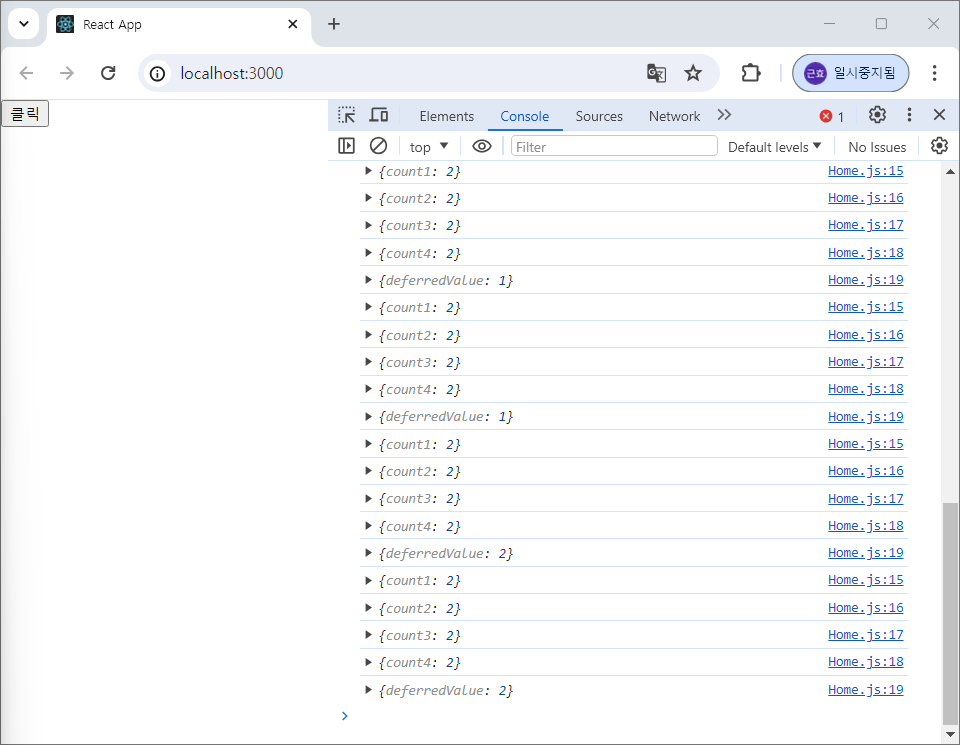 React App
localhost:3000
근효 일시중지됨
클릭
Elements Console Sources Network 1
top Filter Default levels No Issues
{count1: 2} Home.js:15
{count2: 2} Home.js:16
{count3: 2} Home.js:17
{count4: 2} Home.js:18
{deferredValue: 1} Home.js:19
{count1: 2} Home.js:15
{count2: 2} Home.js:16
{count3: 2} Home.js:17
{count4: 2} Home.js:18
{deferredValue: 1} Home.js:19
{count1: 2} Home.js:15
{count2: 2} Home.js:16
{count3: 2} Home.js:17
{count4: 2} Home.js:18
{deferredValue: 2} Home.js:19
{count1: 2} Home.js:15
{count2: 2} Home.js:16
{count3: 2} Home.js:17
{count4: 2} Home.js:18
{deferredValue: 2} Home.js:19